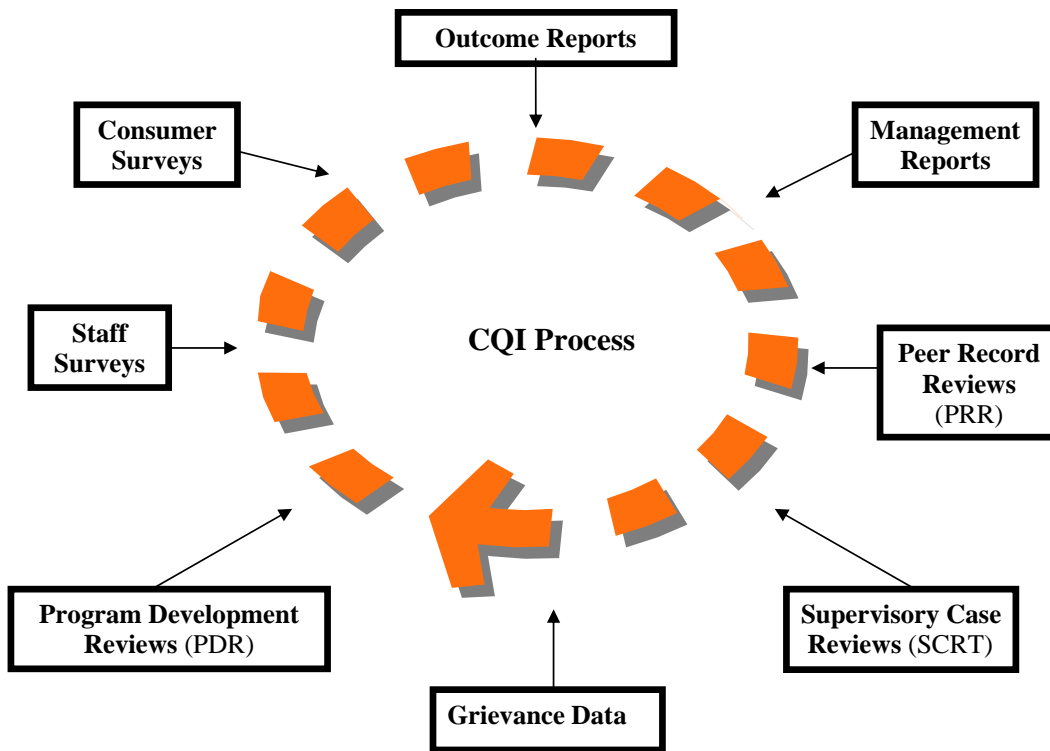 Outcome Reports
Consumer
Surveys
Management
Reports
Staff
Surveys
CQI Process
Peer Record
Reviews
(PRR)
Program Development
Reviews (PDR)
Supervisory Case
Reviews (SCRT)
Grievance Data